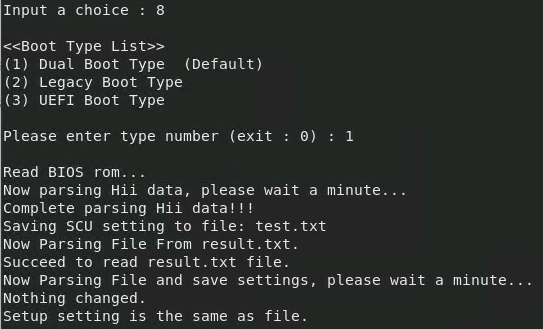 Input a choice : 8
<<Boot Type List>>
(1) Dual Boot Type  (Default)
(2) Legacy Boot Type
(3) UEFI Boot Type
Please enter type number (exit : 0) : 1
Read BIOS rom...
Now parsing Hii data, please wait a minute...
Complete parsing Hii data!!!
Saving SCU setting to file: test.txt
Now Parsing File From result.txt.
Succeed to read result.txt file.
Now Parsing File and save settings, please wait a minute...
Nothing changed.
Setup setting is the same as file.